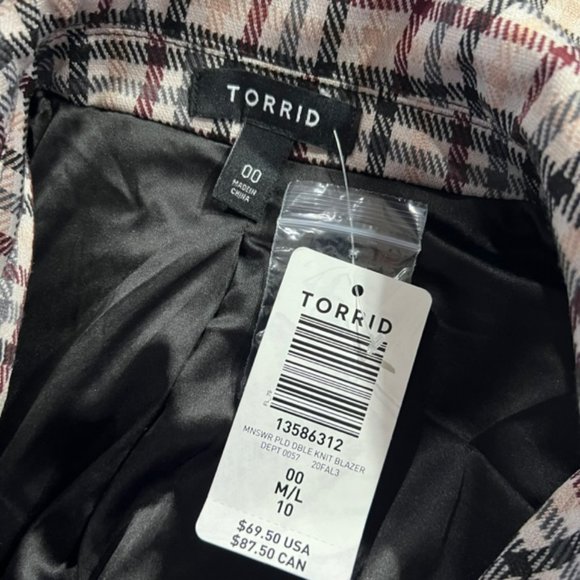 TORRID
00
MADE IN
CHINA
TORRID
13586312
MNSWR PLD DBLE KNIT BLAZER
DEPT 0057 20FAL3
00
M/L
10
$69.50 USA
$87.50 CAN